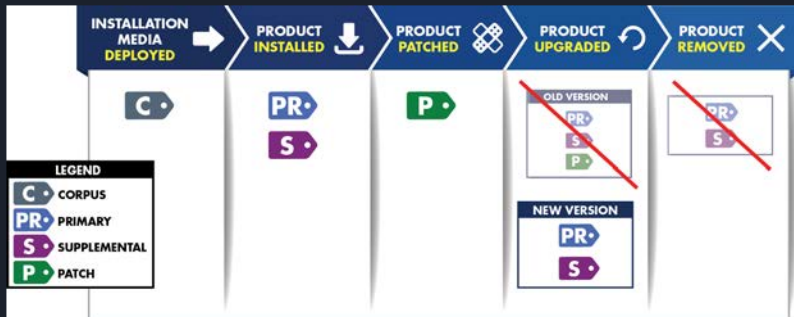 INSTALLATION
MEDIA
DEPLOYED
PRODUCT
INSTALLED
PRODUCT
PATCHED
PRODUCT
UPGRADED
PRODUCT
REMOVED
C
PR
S
P
OLD VERSION
PR
S
P
NEW VERSION
PR
S
PR
S
LEGEND
C CORPUS
PR PRIMARY
S SUPPLEMENTAL
P PATCH